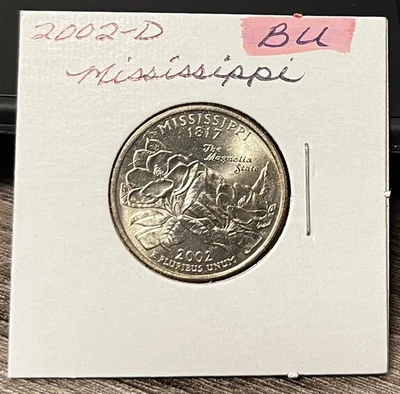 2002-D
BU
Mississippi
MISSISSIPPI
1817
The
Magnolia
State
2002
E PLURIBUS UNUM